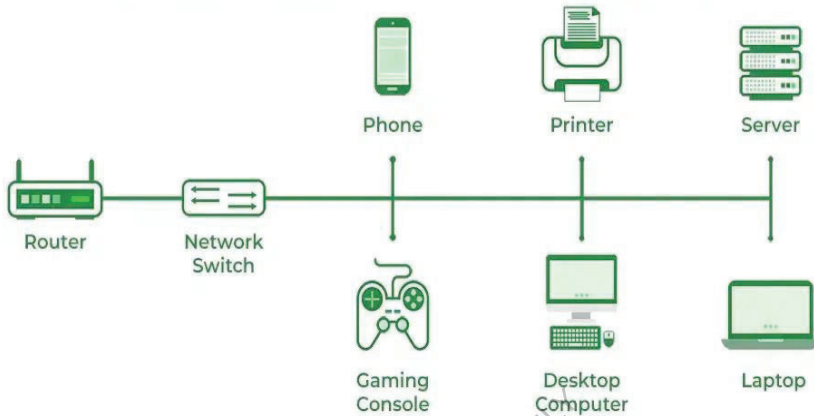 Phone
Printer
Server
Router
Network
Switch
Gaming
Console
Desktop
Computer
Laptop